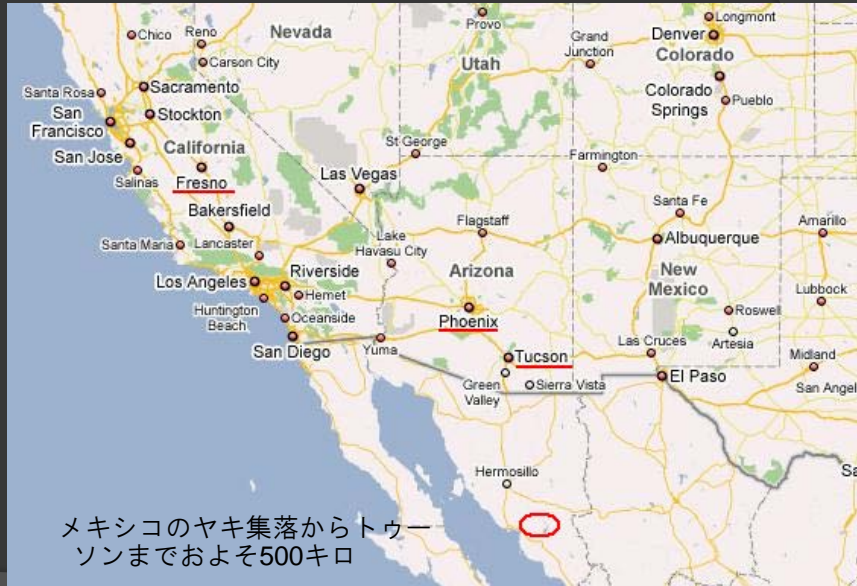 Chico
Reno
Nevada
Provo
Grand
Junction
Denver
Longmont
Carson City
Utah
Colorado
Santa Rosa
Sacramento
Colorado
Springs
Pueblo
San
Francisco
Stockton
San Jose
California
St George
Farmington
Salinas
Fresno
Las Vegas
Santa Fe
Bakersfield
Flagstaff
Albuquerque
Amarillo
Santa Maria
Lancaster
Lake
Havasu City
Los Angeles
Riverside
Arizona
New
Mexico
Hemet
Lubbock
Huntington
Beach
Oceanside
Phoenix
Roswell
San Diego
Yuma
Las Cruces
Artesia
Tucson
Midland
Green
Valley
Sierra Vista
El Paso
San Angel
Hermosillo
Sa
メキシコのヤキ集落からトゥー
ソンまでおよそ500キロ